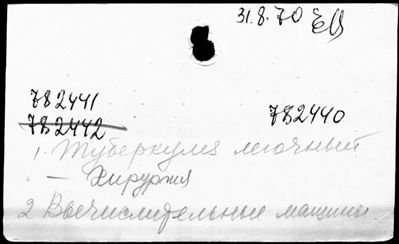 31.8.70
782441
782442 782440
1. Туберкулез легочный
— Хирургия
2 Вычислительные машины.